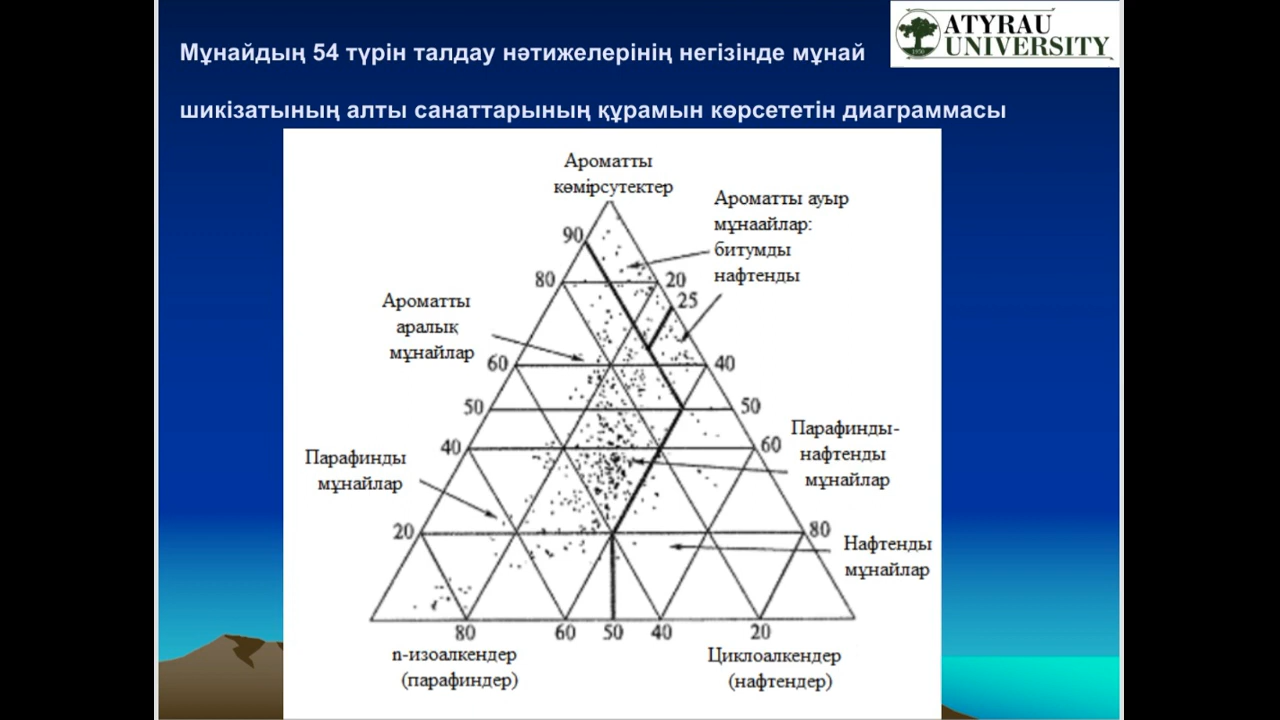 Мұнайдың 54 түрін талдау нәтижелерінің негізінде мұнай
шикізатының алты санаттарының құрамын көрсететін диаграммасы
ATYRAU
UNIVERSITY
Ароматты
көмірсутектер
Ароматты ауыр
мұнаайлар:
битумды
нафтенды
90
80
20
25
Ароматты
аралық
мұнайлар
60
40
50
50
40
60
Парафинды-
нафтенды
мұнайлар
Парафинды
мұнайлар
20
80
Нафтенды
мұнайлар
80
60
50
40
20
n-изоалкендер
(парафиндер)
Циклоалкендер
(нафтендер)